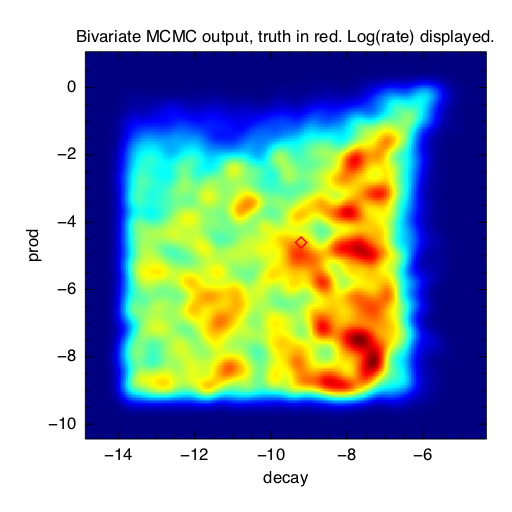 Bivariate MCMC output, truth in red. Log(rate) displayed.
0
−2
−4
−6
−8
−10
prod
−14 −12 −10 −8 −6
decay